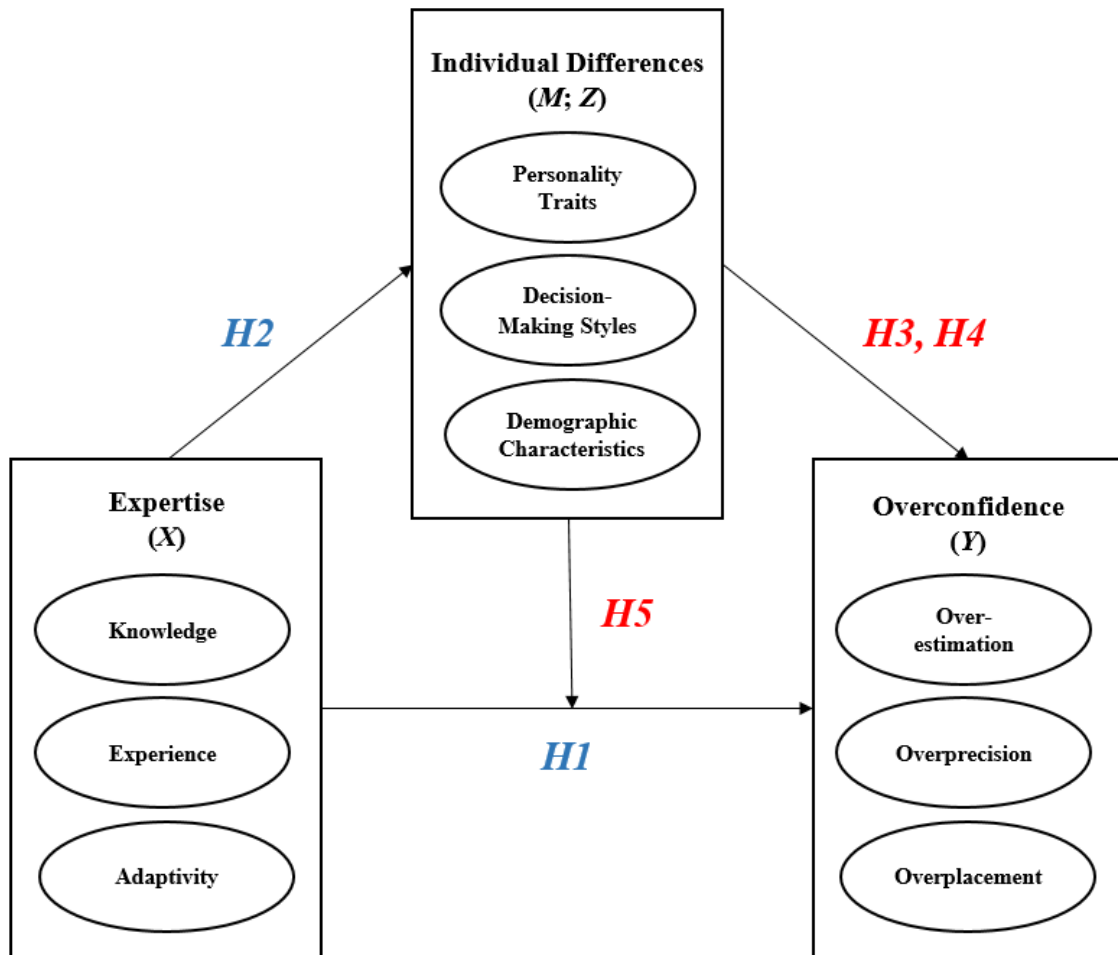 Individual Differences
(M; Z)
Personality
Traits
Decision-
Making Styles
Demographic
Characteristics
H2
H3, H4
Expertise
(X)
Knowledge
Experience
Adaptivity
H5
H1
Overconfidence
(Y)
Over-
estimation
Overprecision
Overplacement